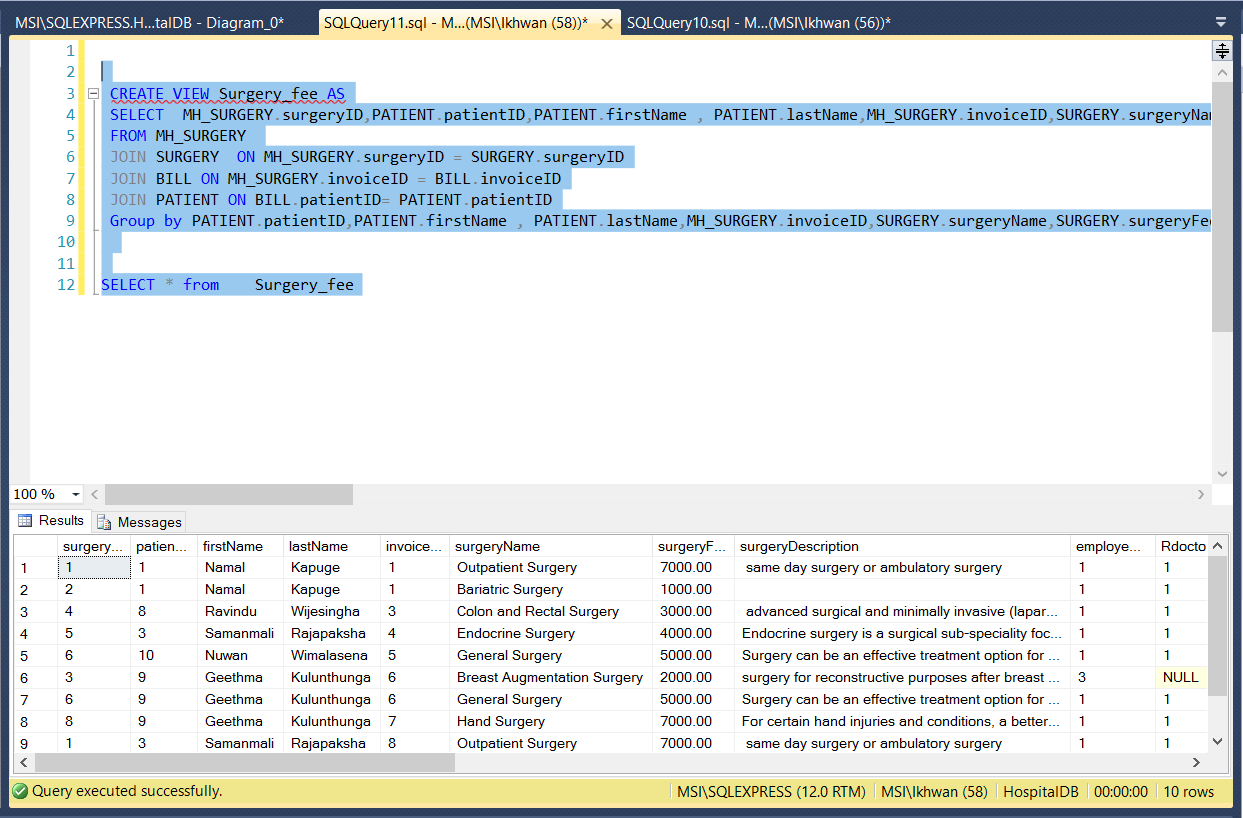 MSI\SQLEXPRESS.H...talDB - Diagram_0* SQLQuery11.sql - M...(MSI\Ikhwan (58))* SQLQuery10.sql - M...(MSI\Ikhwan (56))*
1
2
3 CREATE VIEW Surgery_fee AS
4 SELECT MH_SURGERY.surgeryID,PATIENT.patientID,PATIENT.firstName , PATIENT.lastName,MH_SURGERY.invoiceID,SURGERY.surgeryNam
5 FROM MH_SURGERY
6 JOIN SURGERY ON MH_SURGERY.surgeryID = SURGERY.surgeryID
7 JOIN BILL ON MH_SURGERY.invoiceID = BILL.invoiceID
8 JOIN PATIENT ON BILL.patientID= PATIENT.patientID
9 Group by PATIENT.patientID,PATIENT.firstName , PATIENT.lastName,MH_SURGERY.invoiceID,SURGERY.surgeryName,SURGERY.surgeryFee
10
11
12 SELECT * from Surgery_fee
100 %
Results Messages
surgery... patien... firstName lastName invoice... surgeryName surgeryF... surgeryDescription employe... Rdocto
1 1 1 Namal Kapuge 1 Outpatient Surgery 7000.00 same day surgery or ambulatory surgery 1 1
2 2 1 Namal Kapuge 1 Bariatric Surgery 1000.00 1 1
3 4 8 Ravindu Wijesingha 3 Colon and Rectal Surgery 3000.00 advanced surgical and minimally invasive (lapar... 1 1
4 5 3 Samanmali Rajapaksha 4 Endocrine Surgery 4000.00 Endocrine surgery is a surgical sub-speciality foc... 1 1
5 6 10 Nuwan Wimalasena 5 General Surgery 5000.00 Surgery can be an effective treatment option for ... 1 1
6 3 9 Geethma Kulunthunga 6 Breast Augmentation Surgery 2000.00 surgery for reconstructive purposes after breast ... 3 NULL
7 6 9 Geethma Kulunthunga 6 General Surgery 5000.00 Surgery can be an effective treatment option for ... 1 1
8 8 9 Geethma Kulunthunga 7 Hand Surgery 7000.00 For certain hand injuries and conditions, a better... 1 1
9 1 3 Samanmali Rajapaksha 8 Outpatient Surgery 7000.00 same day surgery or ambulatory surgery 1 1
Query executed successfully. MSI\SQLEXPRESS (12.0 RTM) MSI\Ikhwan (58) HospitalDB 00:00:00 10 rows